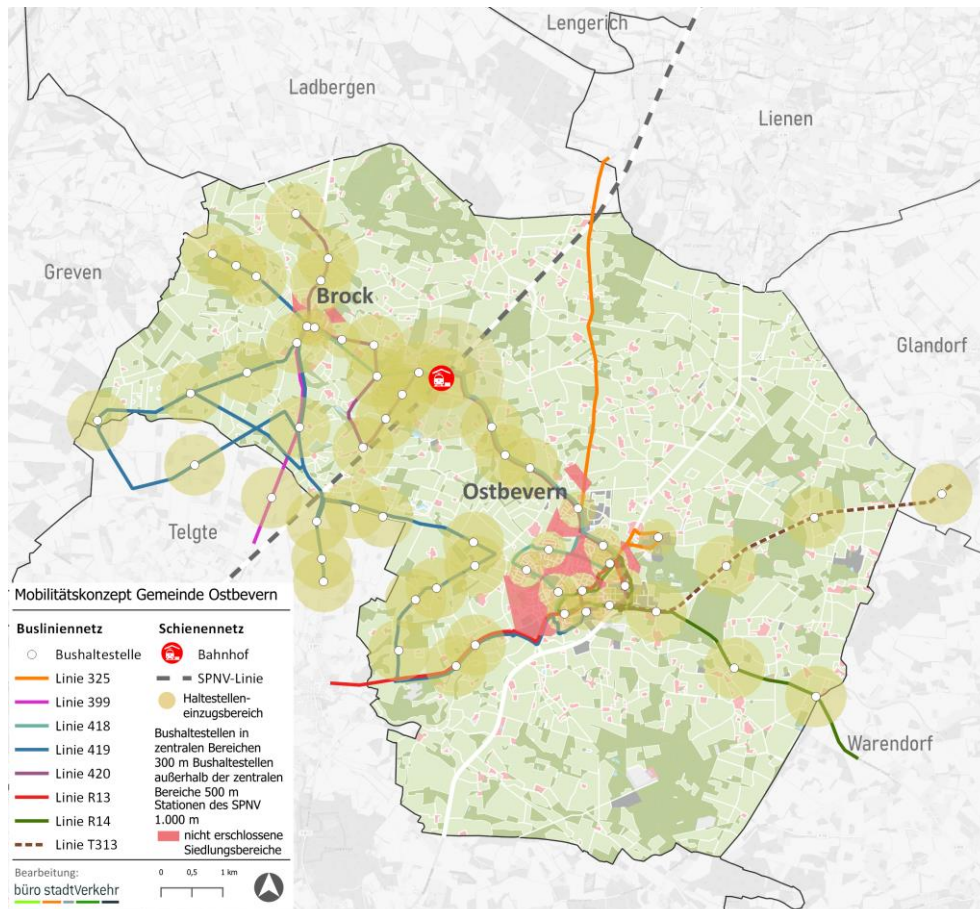 Lengerich
Ladbergen
Lienen
Greven
Brock
Glandorf
Ostbevern
Telgte
Warendorf
Mobilitätskonzept Gemeinde Ostbevern
Busliniennetz
Bushaltestelle
Linie 325
Linie 399
Linie 418
Linie 419
Linie 420
Linie R13
Linie R14
Linie T313
Schienennetz
Bahnhof
SPNV-Linie
Haltestellen-
einzugsbereich
Bushaltestellen in
zentralen Bereichen
300 m Bushaltestellen
außerhalb der zentralen
Bereiche 500 m
Stationen des SPNV
1.000 m
nicht erschlossene
Siedlungsbereiche
Bearbeitung:
büro stadtVerkehr
0 0,5 1 km